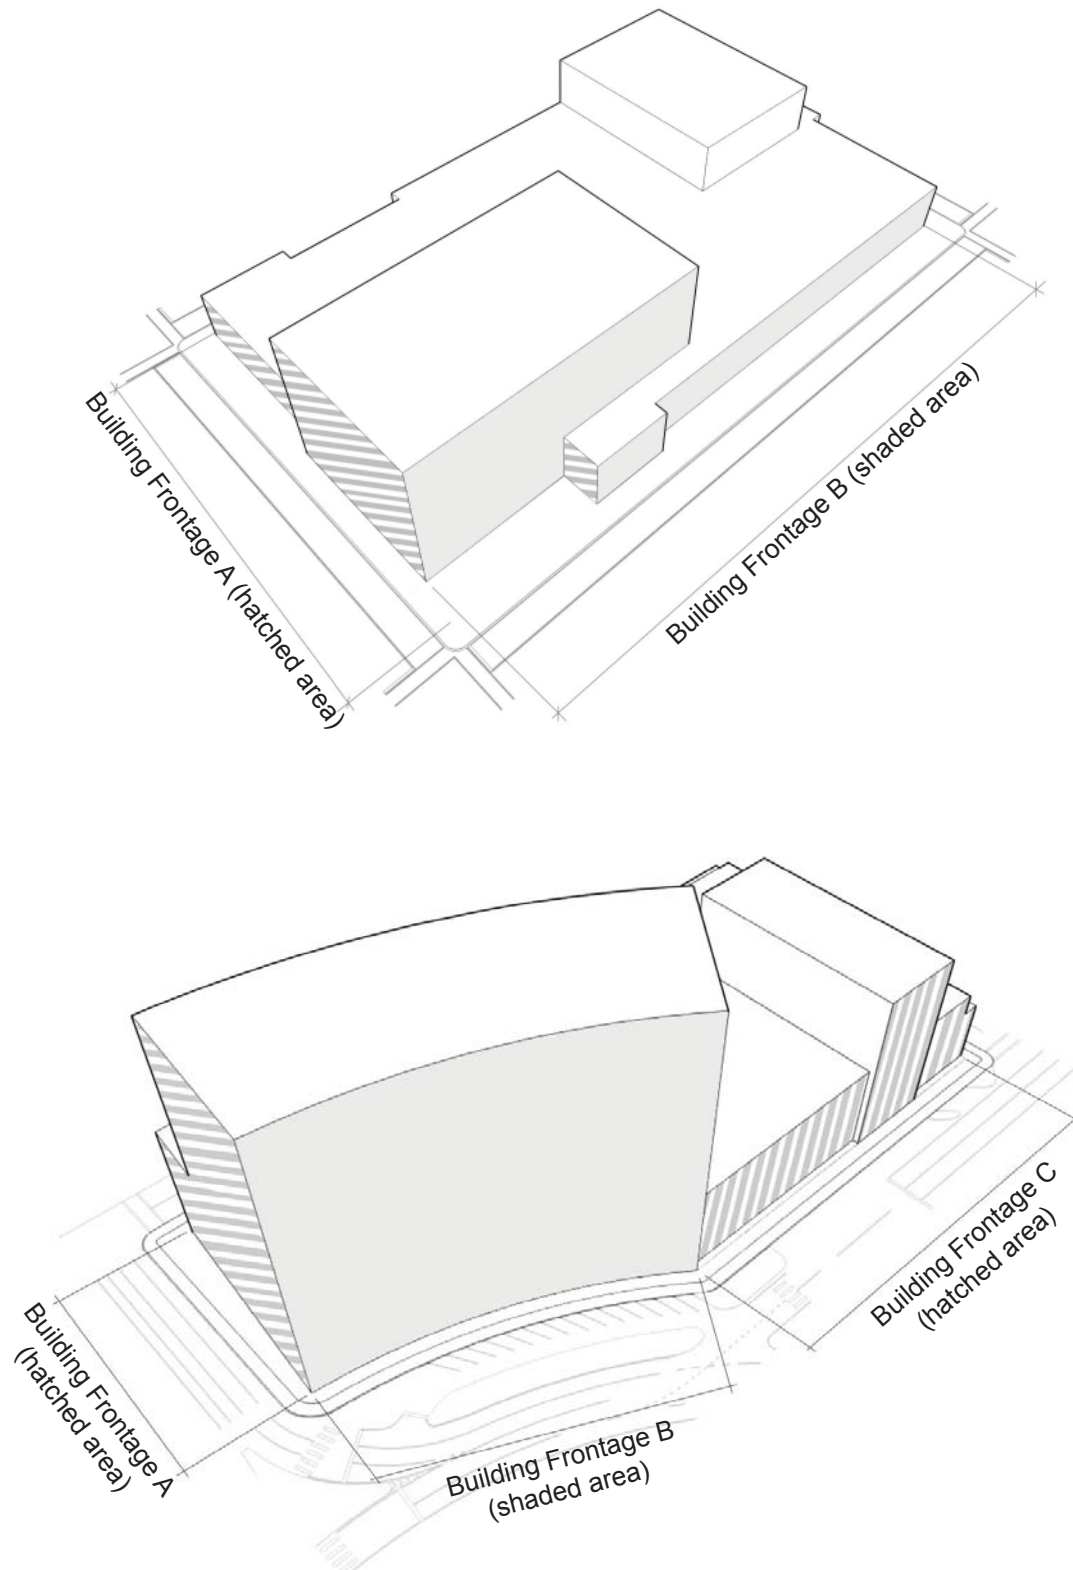 Building Frontage A (hatched area)
Building Frontage B (shaded area)
Building Frontage A
(hatched area)
Building Frontage B
(shaded area)
Building Frontage C
(hatched area)